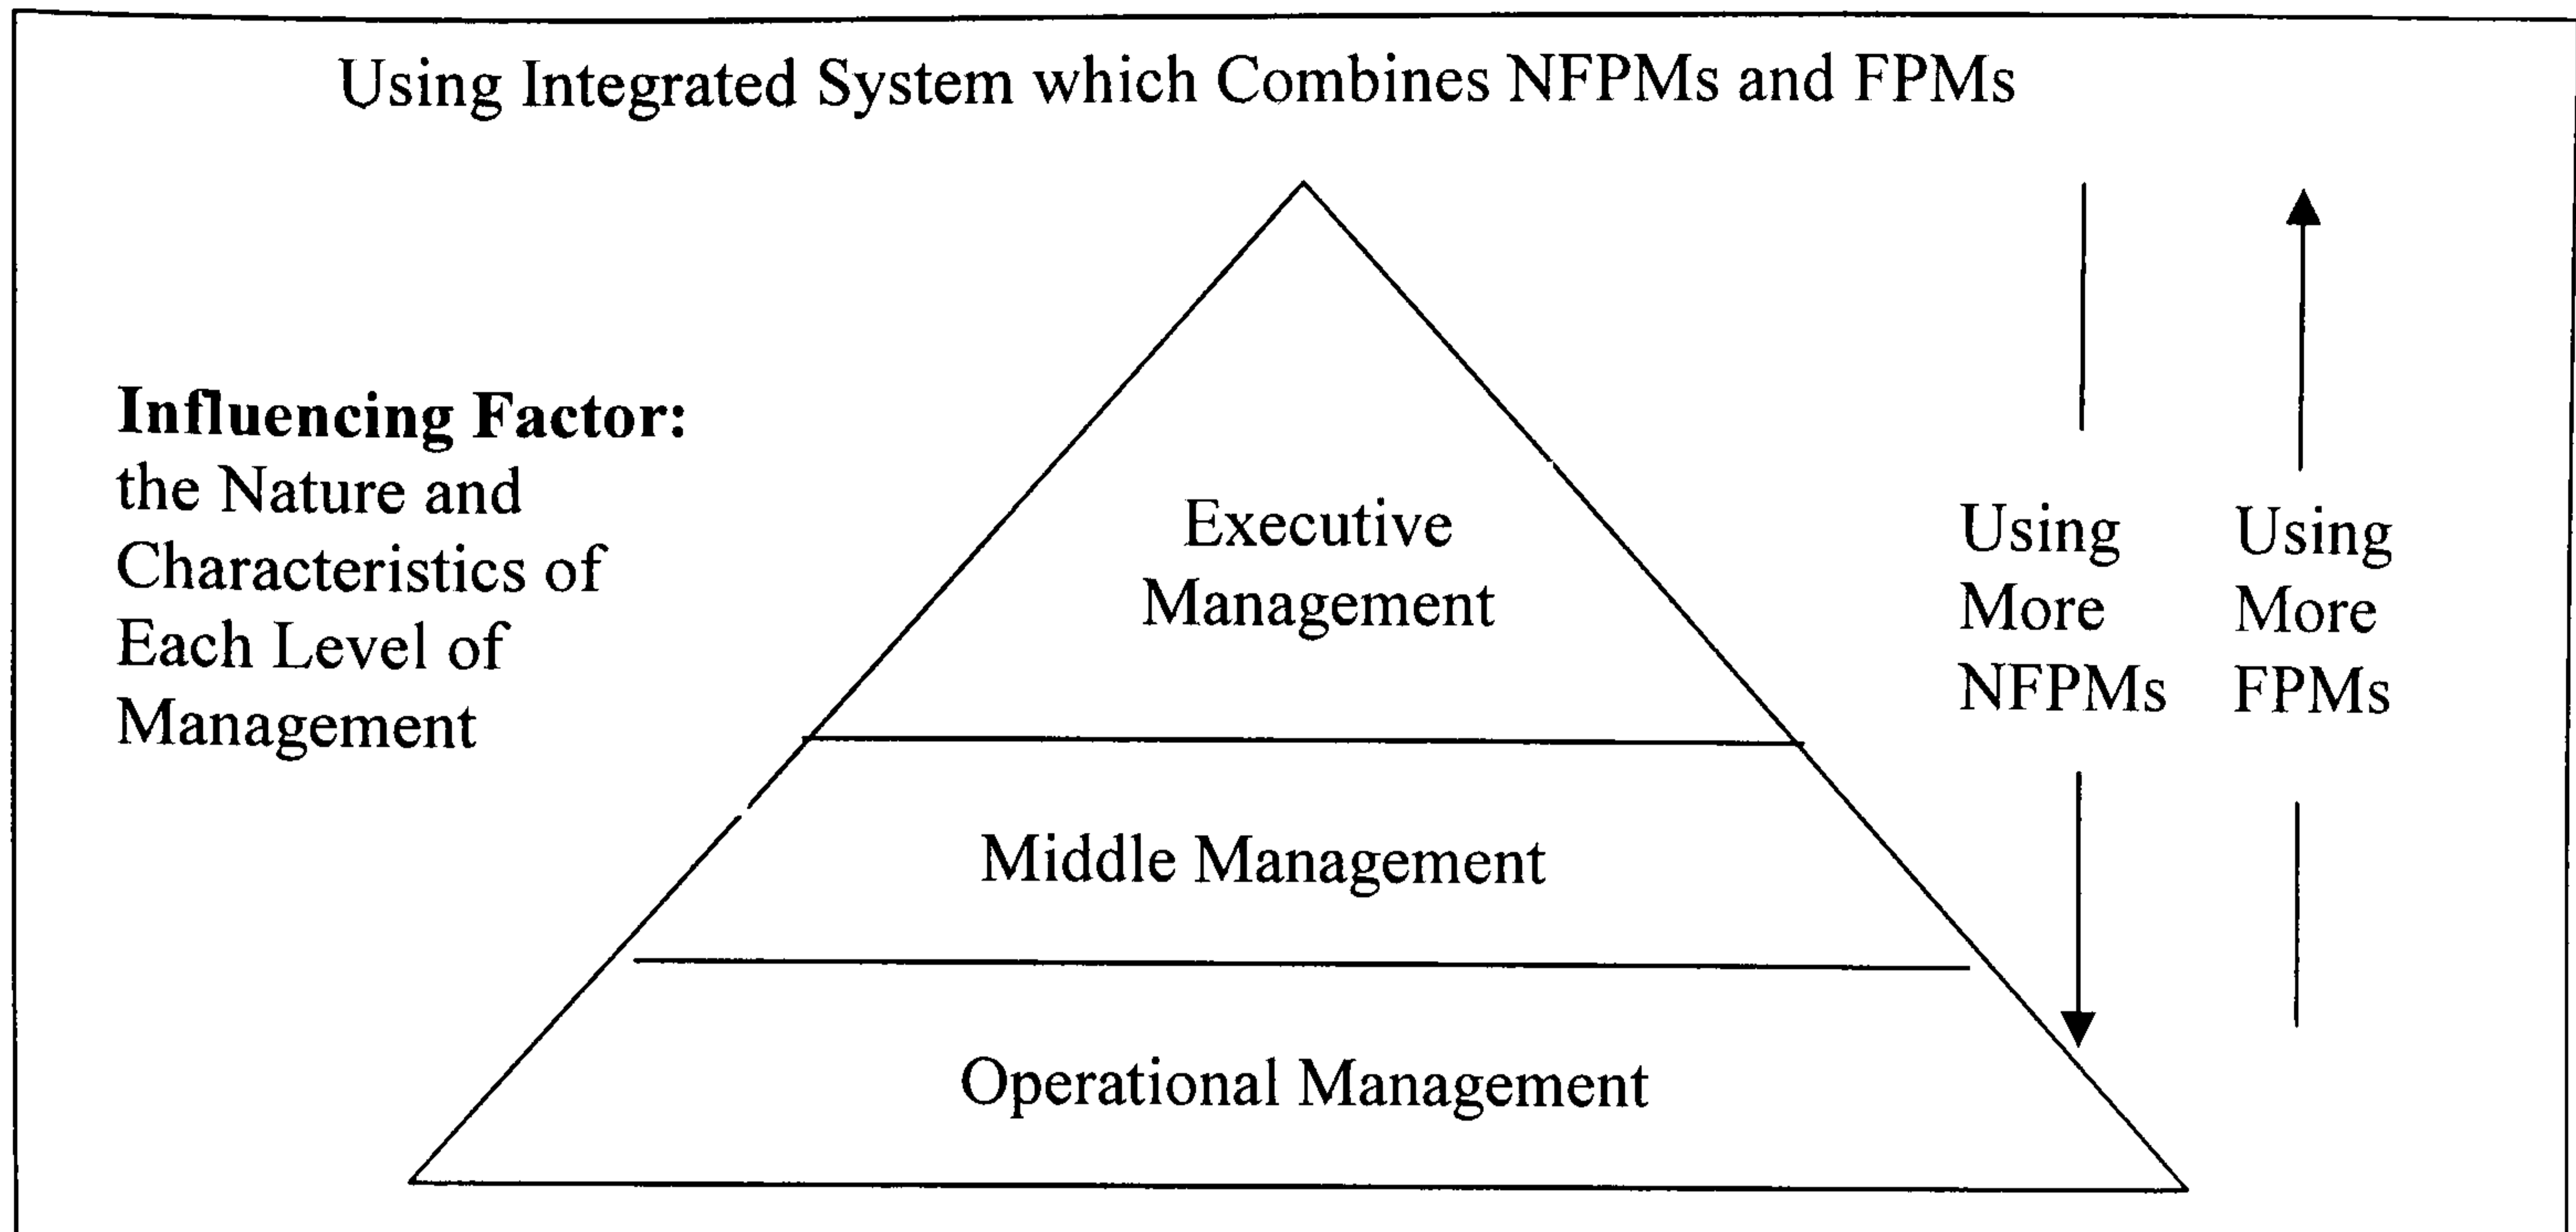 Using Integrated System which Combines NFPMs and FPMs
Influencing Factor:
the Nature and
Characteristics of
Each Level of
Management
Executive
Management
Middle Management
Operational Management
Using
More
NFPMs
Using
More
FPMs